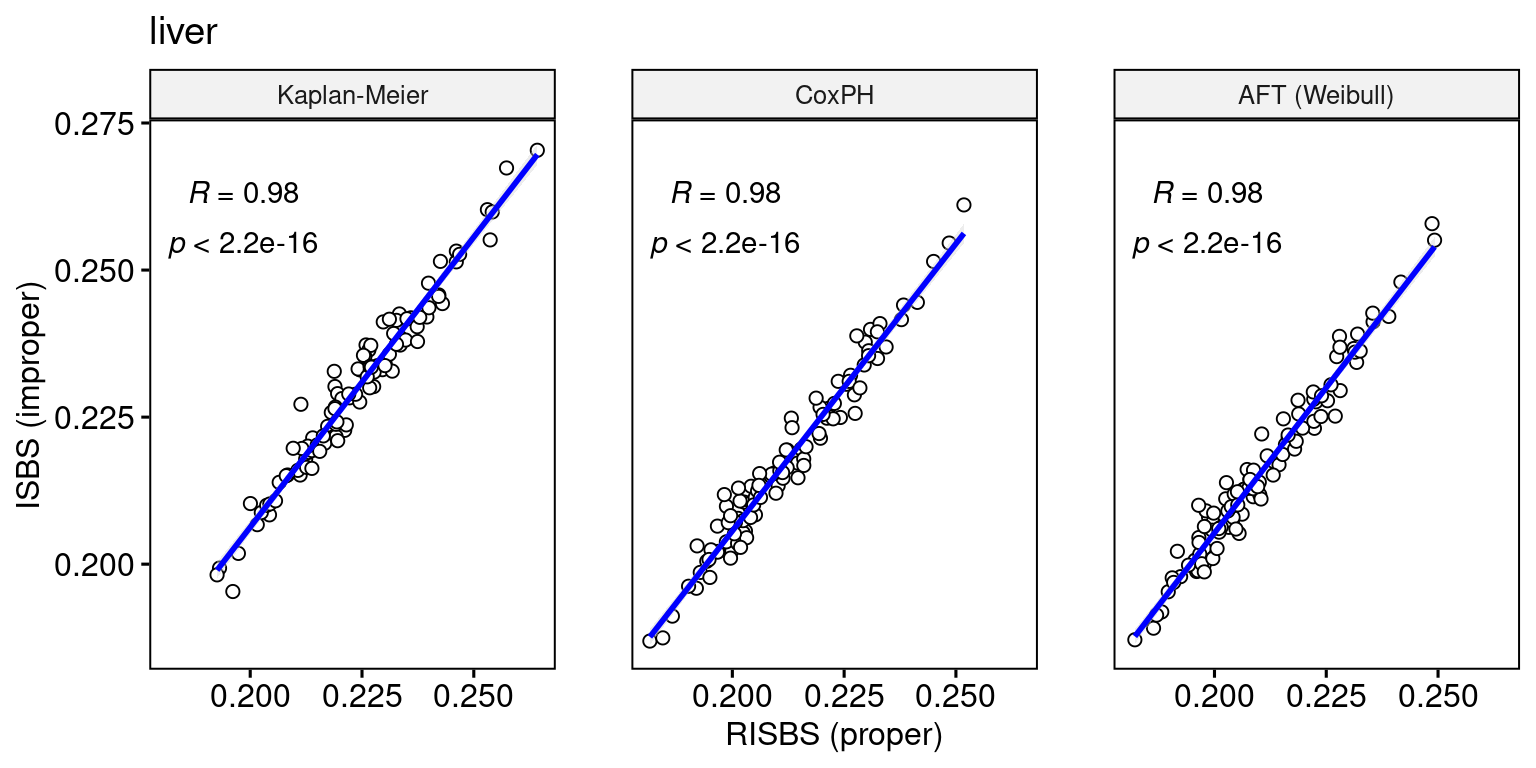 liver
Kaplan-Meier
CoxPH
AFT (Weibull)
ISBS (improper)
0.275
0.250
0.225
0.200
R = 0.98
p < 2.2e-16
R = 0.98
p < 2.2e-16
R = 0.98
p < 2.2e-16
0.200 0.225 0.250
0.200 0.225 0.250
0.200 0.225 0.250
RISBS (proper)